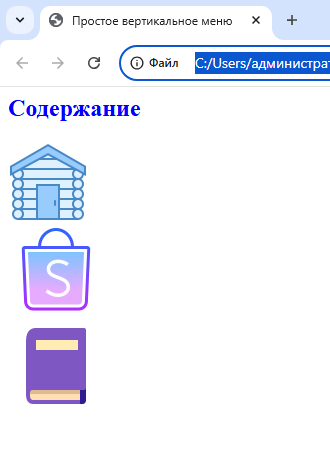 Простое вертикальное меню
Файл
C:/Users/администрат
Содержание
S